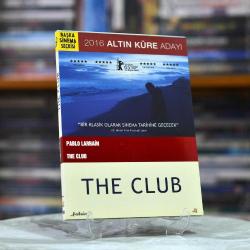 BAŞKA
SİNEMA
SEÇKİSİ
2016 ALTIN KÜRE ADAYI
"BİR KLASİK OLARAK SİNEMA TARİHİNE GEÇECEK"
PABLO LARRAÍN
THE CLUB
THE CLUB